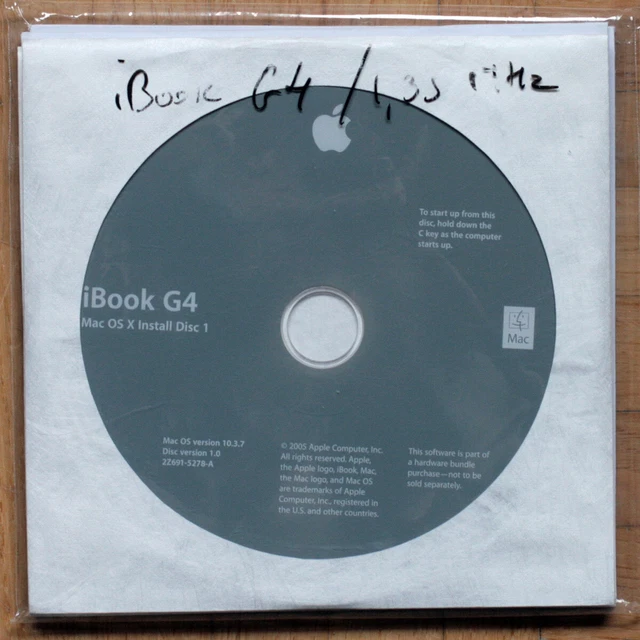 iBook G4 / 1,33 MHz
To start up from this
disc, hold down the
C key as the computer
starts up.
iBook G4
Mac OS X Install Disc 1
Mac
Mac OS version 10.3.7
Disc version 1.0
2Z691-5278-A
© 2005 Apple Computer, Inc.
All rights reserved. Apple,
the Apple logo, iBook, Mac,
the Mac logo, and Mac OS
are trademarks of Apple
Computer, Inc., registered in
the U.S. and other countries.
This software is part of
a hardware bundle
purchase—not to be
sold separately.